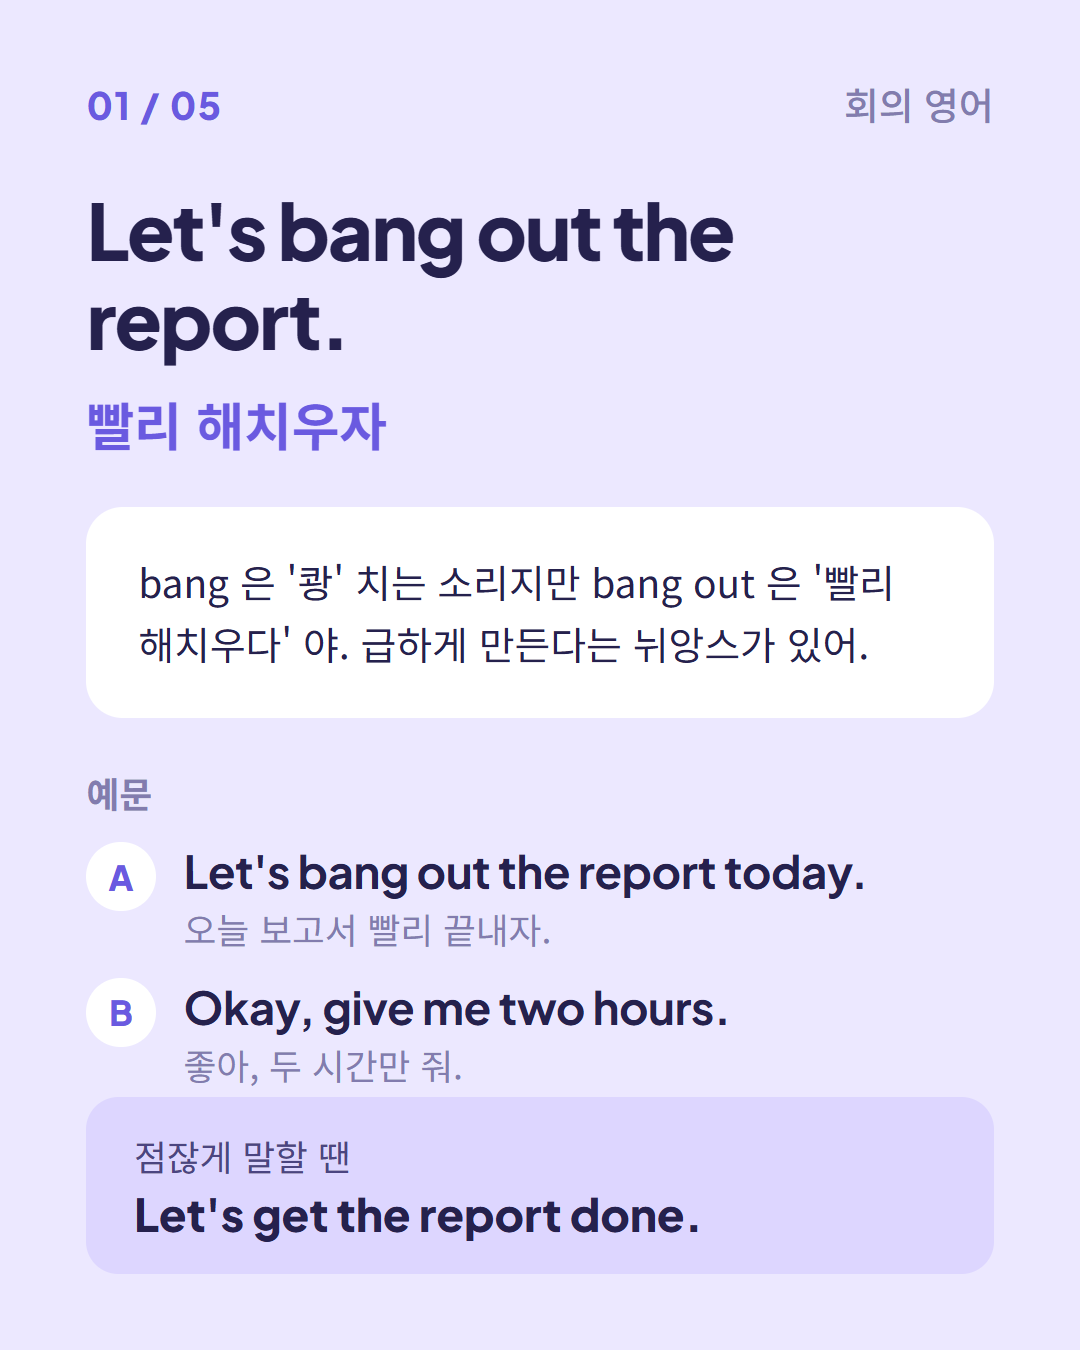 01 / 05
회의 영어
Let's bang out the
report.
빨리 해치우자
bang 은 '쾅' 치는 소리지만 bang out 은 '빨리
해치우다' 야. 급하게 만든다는 뉘앙스가 있어.
예문
A
Let's bang out the report today.
오늘 보고서 빨리 끝내자.
B
Okay, give me two hours.
좋아, 두 시간만 줘.
점잖게 말할 땐
Let's get the report done.